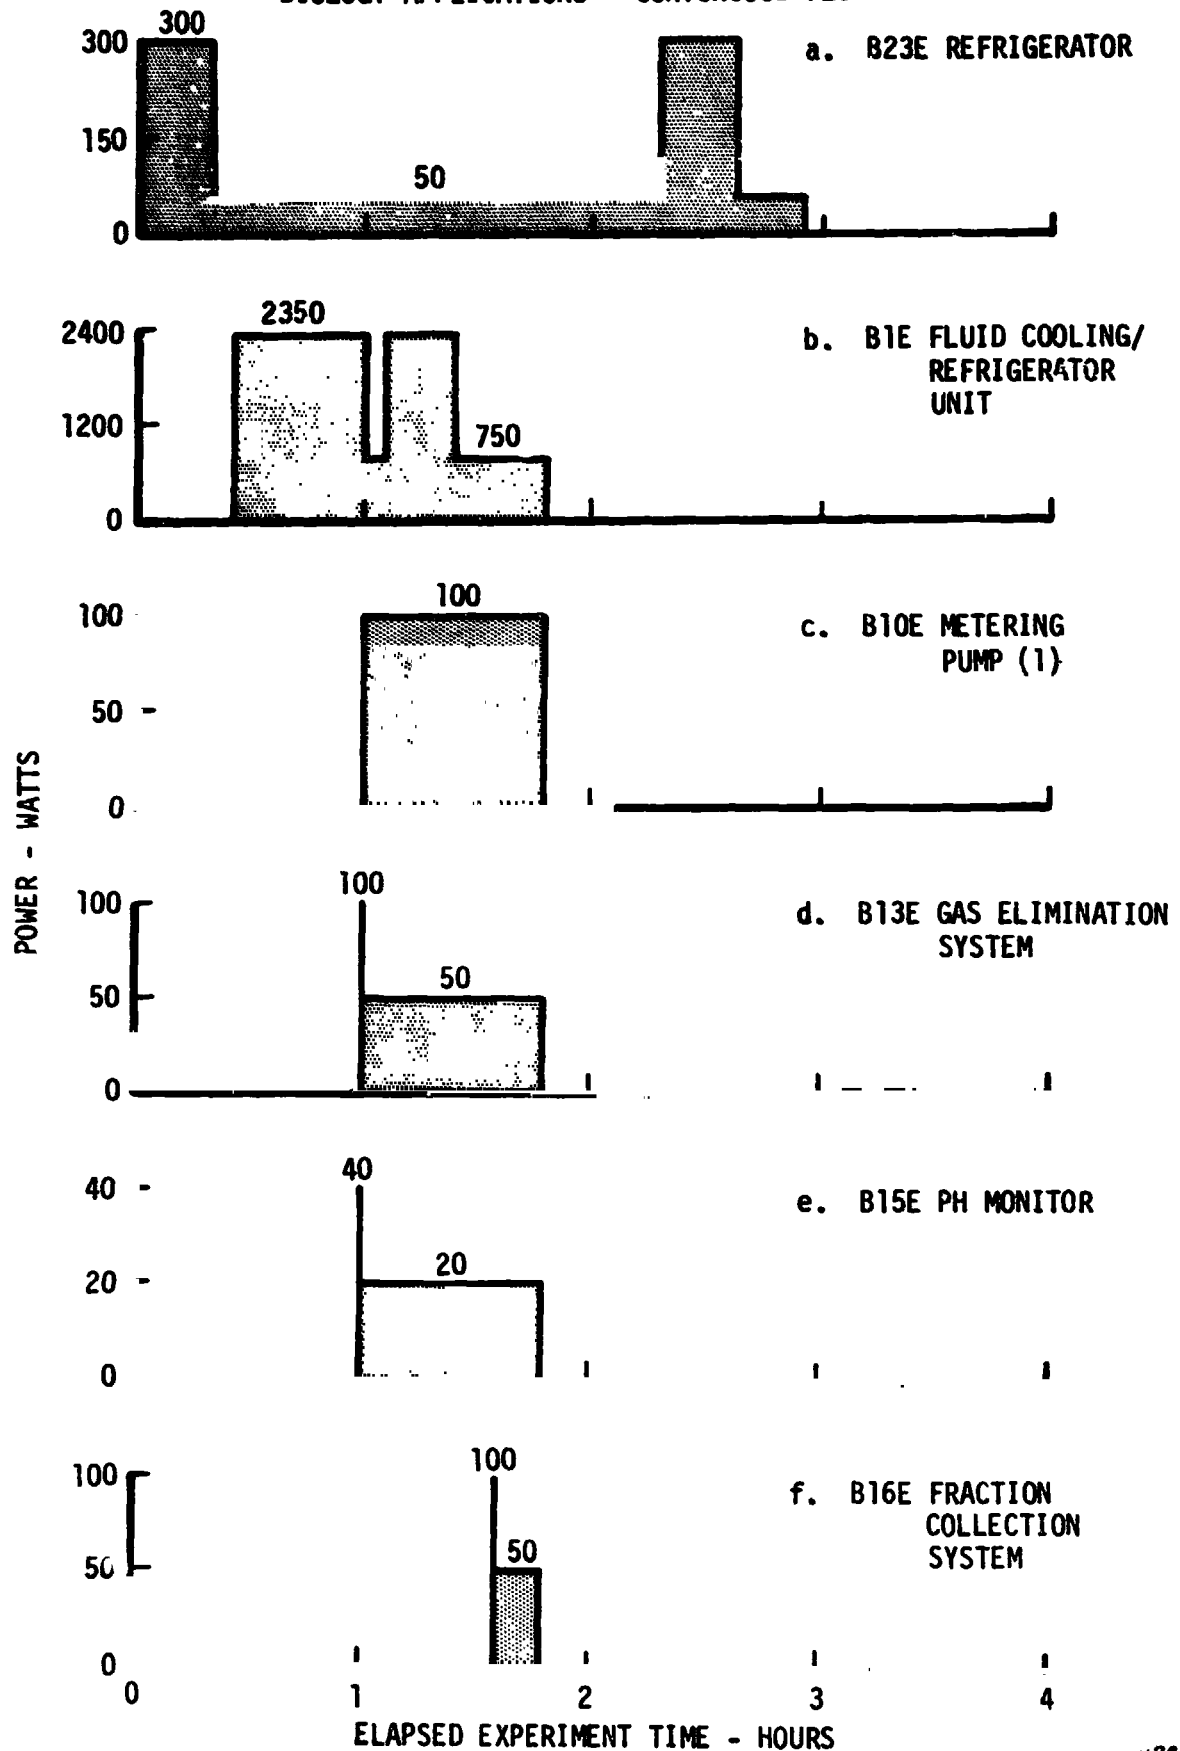 300
300
a. B23E REFRIGERATOR
150
50
0
2350
2400
b. B1E FLUID COOLING/
REFRIGERATOR
UNIT
1200
750
0
100
100
c. B10E METERING
PUMP (1)
50
0
POWER - WATTS
100
100
d. B13E GAS ELIMINATION
SYSTEM
50
50
0
40
40
e. B15E PH MONITOR
20
20
0
100
100
f. B16E FRACTION
COLLECTION
SYSTEM
50
50
0
0 1 2 3 4
ELAPSED EXPERIMENT TIME - HOURS